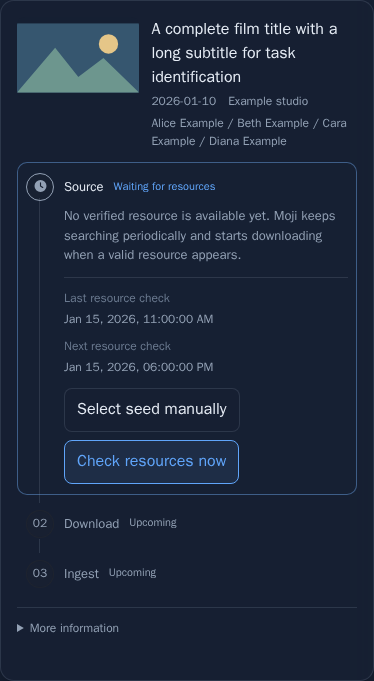 A complete film title with a
long subtitle for task
identification
2026-01-10 Example studio
Alice Example / Beth Example / Cara
Example / Diana Example
Source Waiting for resources
No verified resource is available yet. Moji keeps
searching periodically and starts downloading
when a valid resource appears.
Last resource check
Jan 15, 2026, 11:00:00 AM
Next resource check
Jan 15, 2026, 06:00:00 PM
Select seed manually
Check resources now
02 Download Upcoming
03 Ingest Upcoming
More information